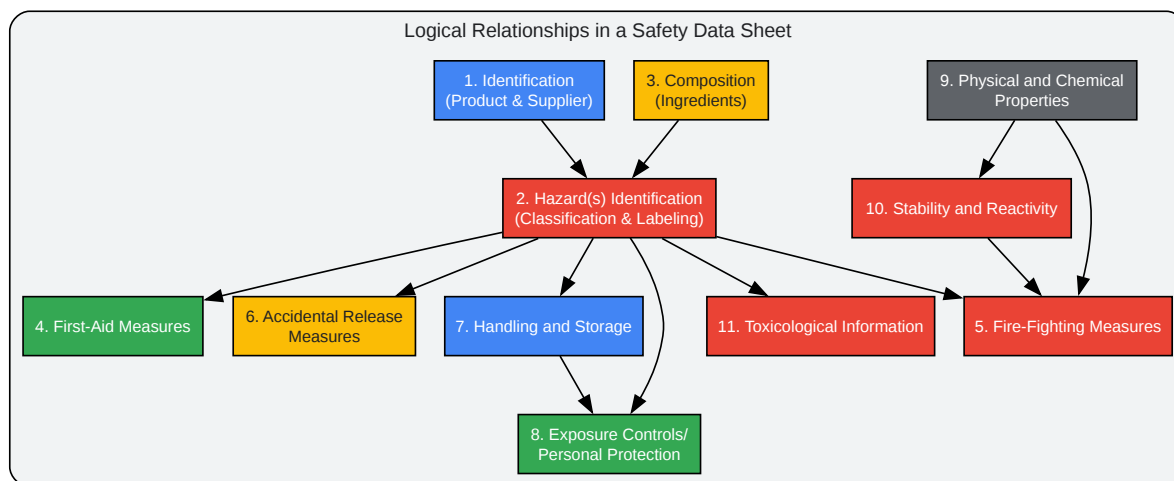 Logical Relationships in a Safety Data Sheet
1. Identification
(Product & Supplier)
3. Composition
(Ingredients)
9. Physical and Chemical
Properties
2. Hazard(s) Identification
(Classification & Labeling)
10. Stability and Reactivity
4. First-Aid Measures
6. Accidental Release
Measures
7. Handling and Storage
11. Toxicological Information
5. Fire-Fighting Measures
8. Exposure Controls/
Personal Protection